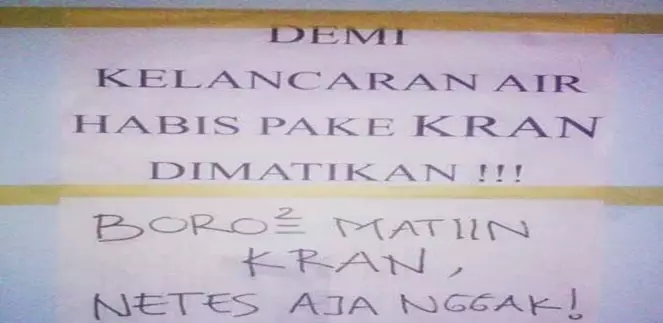 DEMI
KELANCARAN AIR
HABIS PAKE KRAN
DIMATIKAN !!!
BORO² MATIIN
KRAN,
NETES AJA NGGAK!